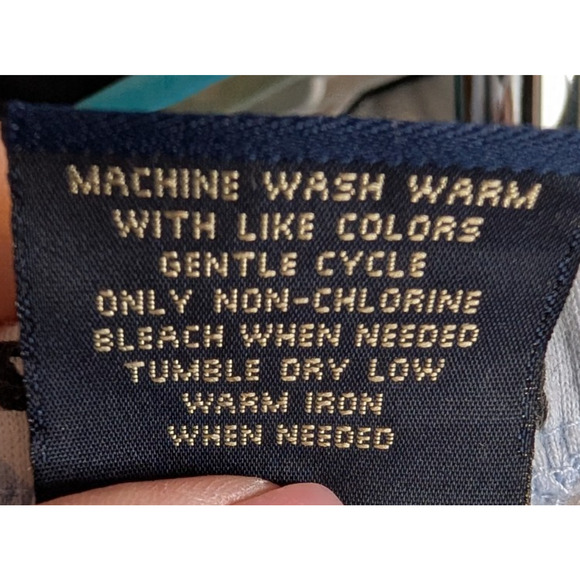 MACHINE WASH WARM
WITH LIKE COLORS
GENTLE CYCLE
ONLY NON-CHLORINE
BLEACH WHEN NEEDED
TUMBLE DRY LOW
WARM IRON
WHEN NEEDED